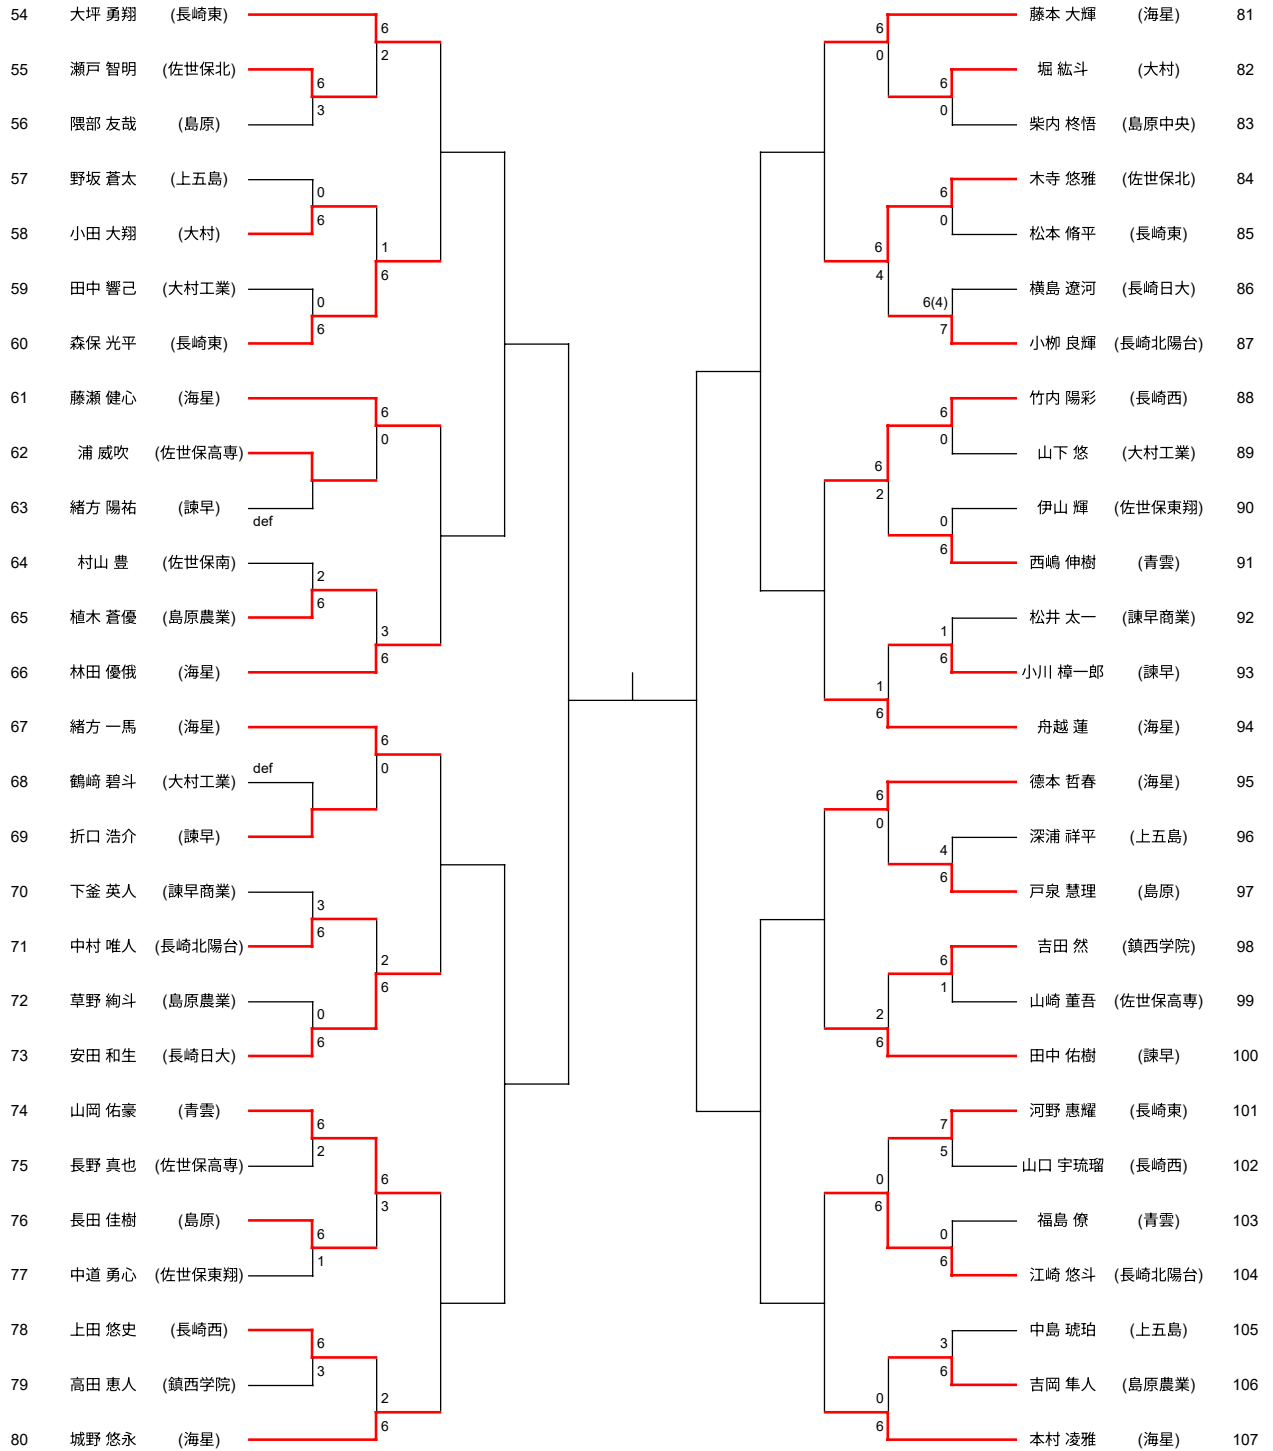 54 大坪 勇翔 (長崎東)
6
2
55 瀬戸 智明 (佐世保北)
6
3
56 隈部 友哉 (島原)
57 野坂 蒼太 (上五島)
0
6
58 小田 大翔 (大村)
1
6
59 田中 響己 (大村工業)
0
6
60 森保 光平 (長崎東)
61 藤瀬 健心 (海星)
6
0
62 浦 威吹 (佐世保高専)
63 緒方 陽祐 (諫早)
def
64 村山 豊 (佐世保南)
2
6
65 植木 蒼優 (島原農業)
3
6
66 林田 優俄 (海星)
67 緒方 一馬 (海星)
6
0
def
68 鶴﨑 碧斗 (大村工業)
69 折口 浩介 (諫早)
70 下釜 英人 (諫早商業)
3
6
71 中村 唯人 (長崎北陽台)
2
6
72 草野 絢斗 (島原農業)
0
6
73 安田 和生 (長崎日大)
74 山岡 佑豪 (青雲)
6
2
75 長野 真也 (佐世保高専)
6
3
76 長田 佳樹 (島原)
6
1
77 中道 勇心 (佐世保東翔)
78 上田 悠史 (長崎西)
6
3
79 高田 恵人 (鎮西学院)
2
6
80 城野 悠永 (海星)
藤本 大輝 (海星) 81
6
0
堀 紘斗 (大村) 82
6
0
柴内 柊悟 (島原中央) 83
木寺 悠雅 (佐世保北) 84
6
0
松本 脩平 (長崎東) 85
6
4
横島 遼河 (長崎日大) 86
6(4)
7
小栁 良輝 (長崎北陽台) 87
竹内 陽彩 (長崎西) 88
6
0
山下 悠 (大村工業) 89
6
2
伊山 輝 (佐世保東翔) 90
0
6
西嶋 伸樹 (青雲) 91
松井 太一 (諫早商業) 92
1
6
小川 樟一郎 (諫早) 93
1
6
舟越 蓮 (海星) 94
德本 哲春 (海星) 95
6
0
深浦 祥平 (上五島) 96
4
6
戸泉 慧理 (島原) 97
吉田 然 (鎮西学院) 98
6
1
山崎 董吾 (佐世保高専) 99
2
6
田中 佑樹 (諫早) 100
河野 惠耀 (長崎東) 101
7
5
山口 宇琉瑠 (長崎西) 102
0
6
福島 僚 (青雲) 103
0
6
江崎 悠斗 (長崎北陽台) 104
中島 琥珀 (上五島) 105
3
6
吉岡 隼人 (島原農業) 106
0
6
本村 凌雅 (海星) 107